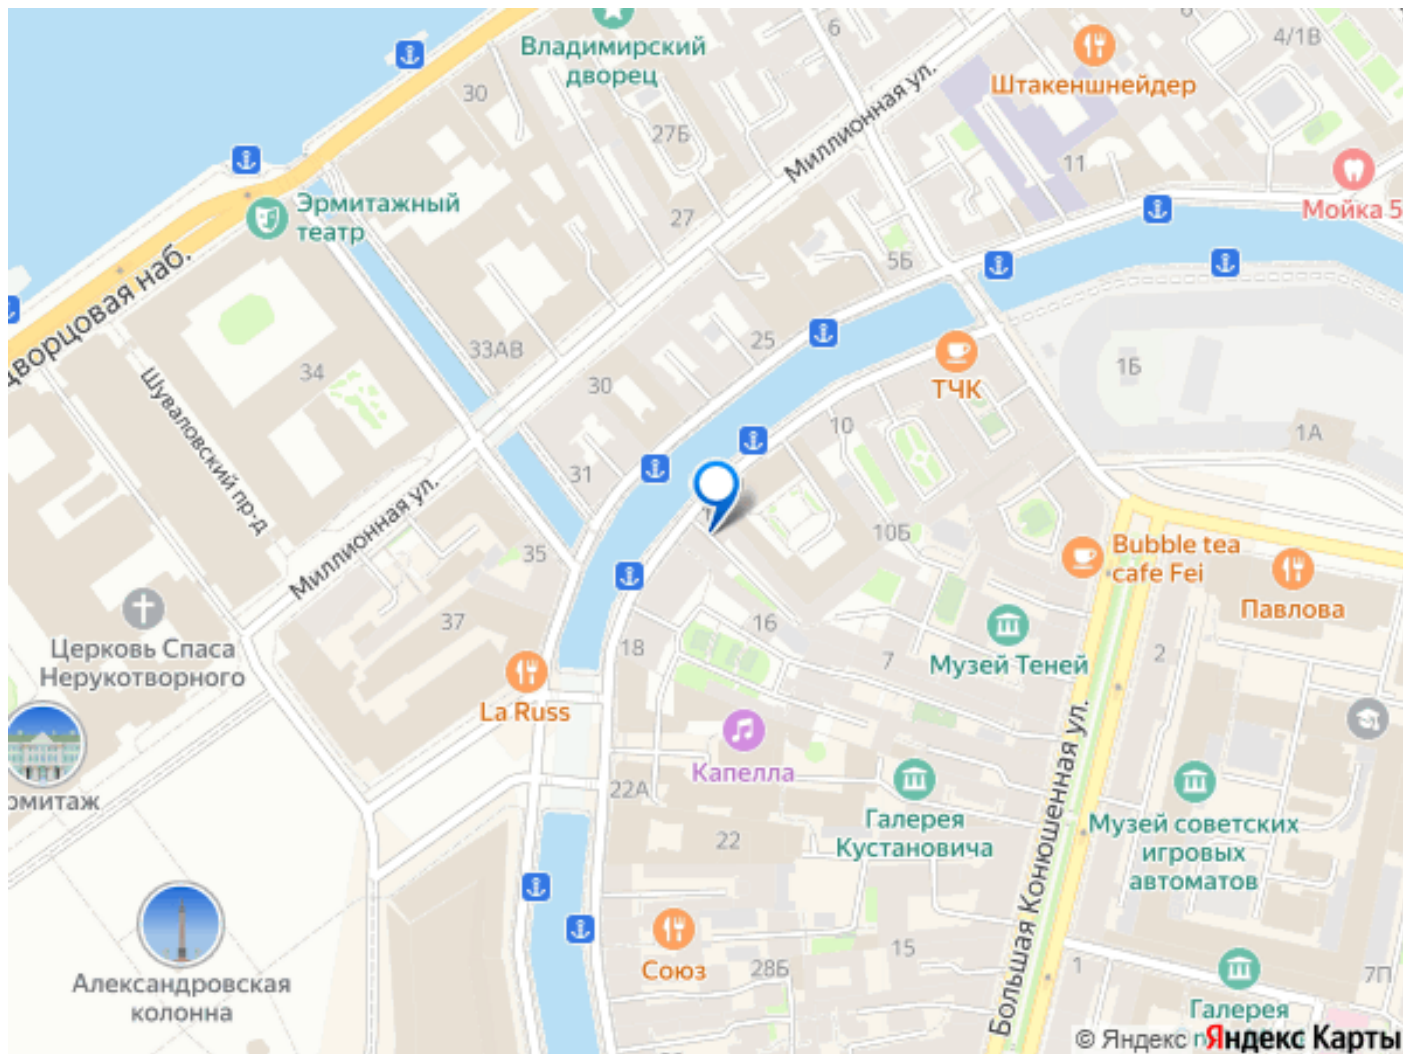 Владимирский
дворец
6
6
4/1В
Штакеншнейдер
30
27Б
Миллионная ул.
11
Мойка 5
Эрмитажный
театр
27
5Б
Дворцовая наб.
33АВ
25
34
30
1Б
ТЧК
Шуваловский пр-д
10
1А
31
Миллионная ул.
35
10Б
Bubble tea
cafe Fei
Павлова
37
16
18
Церковь Спаса
Нерукотворного
7
Музей Теней
2
La Russ
Капелла
22А
рмитаж
Галерея
Кустановича
Большая Конюшенная ул.
Музей советских
игровых
автоматов
22
Александровская
колонна
Союз
28Б
15
1
7П
Галерея
© Яндекс Яндекс Карты